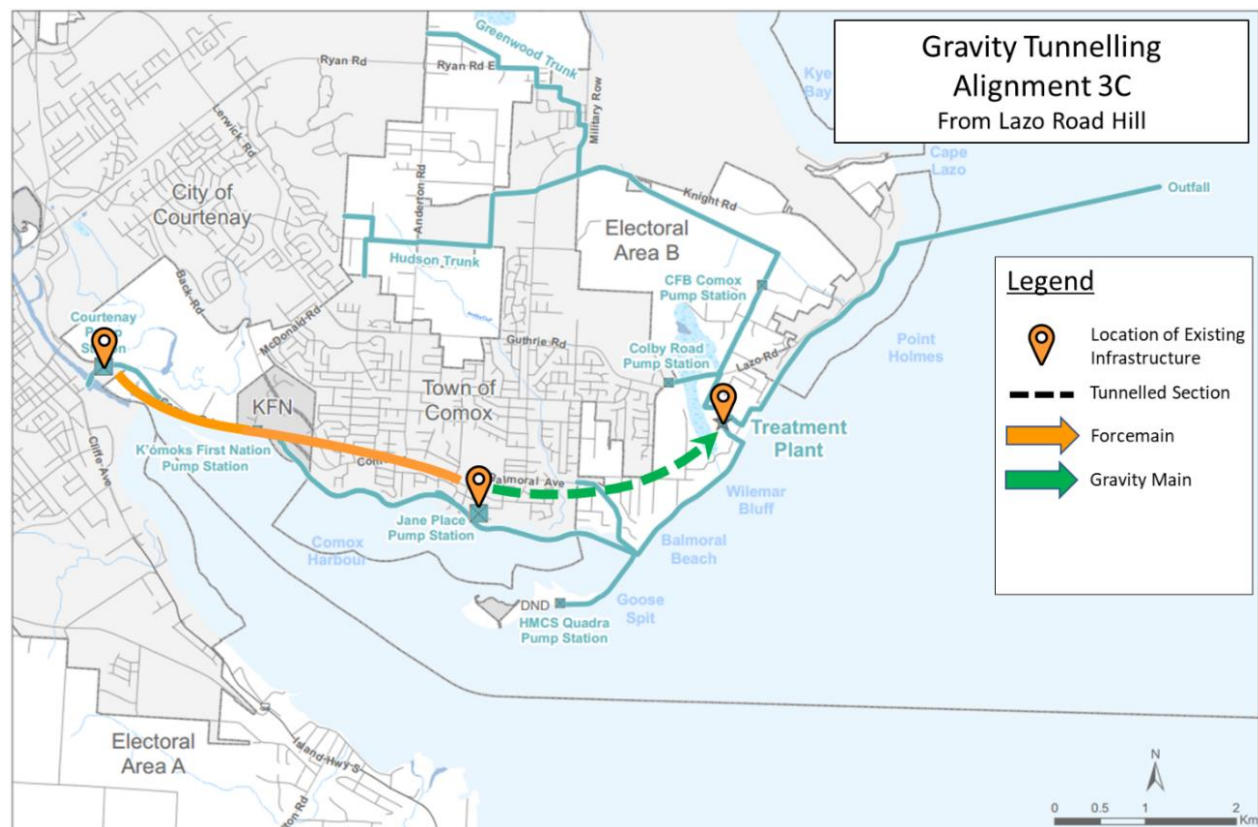 Gravity Tunnelling
Alignment 3C
From Lazo Road Hill
Greenwood Trunk
Ryan Rd
Ryan Rd E
Military Row
Kye
Bay
Cape
Lazo
Outfall
Lerwick Rd
City of
Courtenay
Anderton Rd
Knight Rd
Electoral
Area B
Hudson Trunk
Back Rd
McDonald Rd
CFB Comox
Pump Station
Courtenay
Station
Guthrie Rd
Colby Road
Pump Station
Lazo Rd
Point
Holmes
Town of
Comox
KFN
Treatment
Plant
K'ómoks First Nation
Pump Station
Cliffe Ave
Balmoral Ave
Jane Place
Pump Station
Wilemar
Bluff
Balmoral
Beach
Comox
Harbour
Goose
Spit
DND
HMCS Quadra
Pump Station
Electoral
Area A
Island Hwy S
Legend
Location of Existing
Infrastructure
Tunnelled Section
Forcemain
Gravity Main
N
0 0.5 1 2
Km